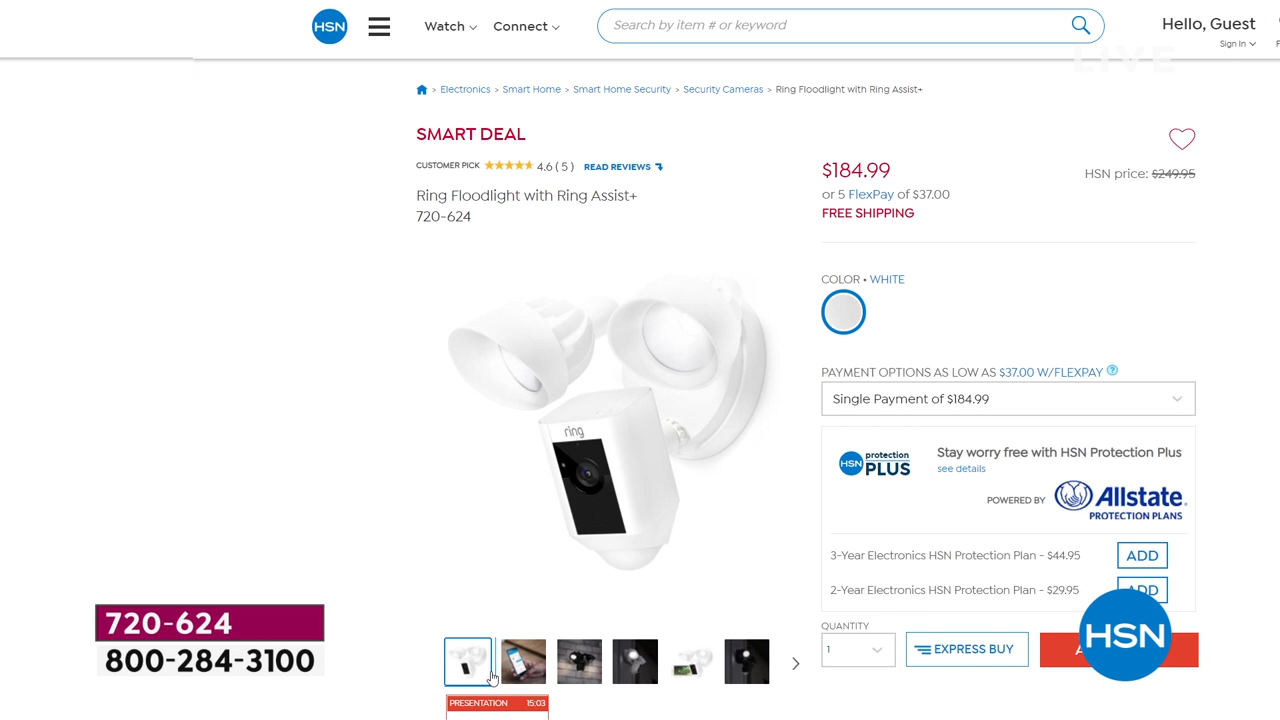 HSN
Watch
Connect
Search by item # or keyword
Hello, Guest
Sign In
LIVE
> Electronics > Smart Home > Smart Home Security > Security Cameras > Ring Floodlight with Ring Assist+
SMART DEAL
CUSTOMER PICK 4.6 ( 5 ) READ REVIEWS
Ring Floodlight with Ring Assist+
720-624
$184.99
HSN price: $249.95
or 5 FlexPay of $37.00
FREE SHIPPING
COLOR • WHITE
PAYMENT OPTIONS AS LOW AS $37.00 W/FLEXPAY ?
Single Payment of $184.99
HSN protection PLUS
Stay worry free with HSN Protection Plus
see details
POWERED BY Allstate
PROTECTION PLANS
3-Year Electronics HSN Protection Plan - $44.95 ADD
2-Year Electronics HSN Protection Plan - $29.95 ADD
QUANTITY
1
EXPRESS BUY
HSN
ring
720-624
800-284-3100
PRESENTATION 15:03